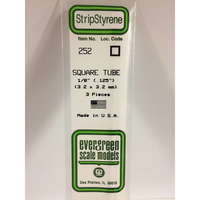 StripStyrene
Item No. Loc. Code
252
SQUARE TUBE
1/8" (.125")
(3.2 x 3.2 mm)
3 Pieces
Made in U.S.A.
evergreen
scale models
Des Plaines, IL 60018